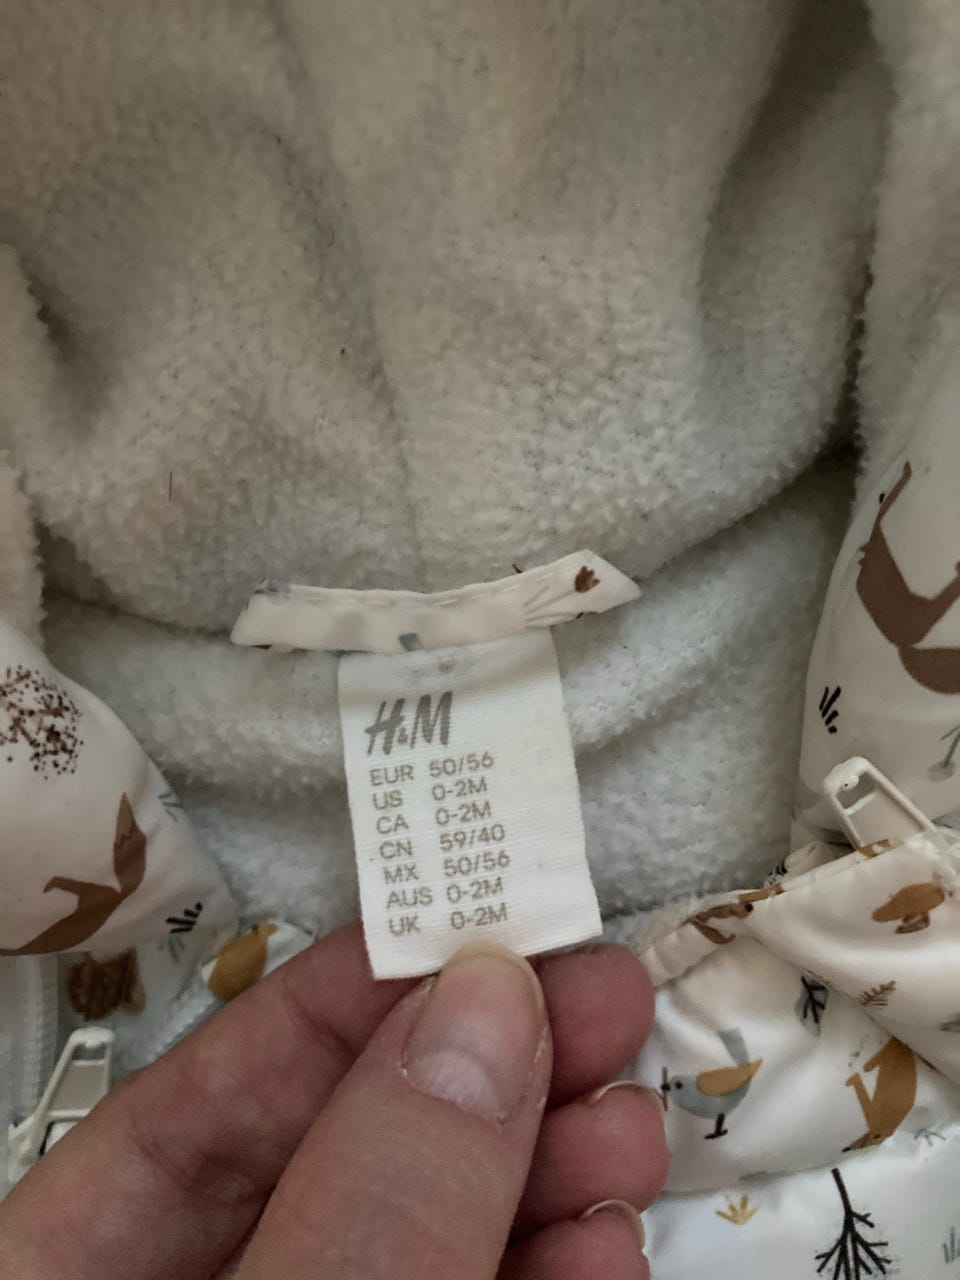 H&M
EUR 50/56
US 0-2M
CA 0-2M
CN 59/40
MX 50/56
AUS 0-2M
UK 0-2M